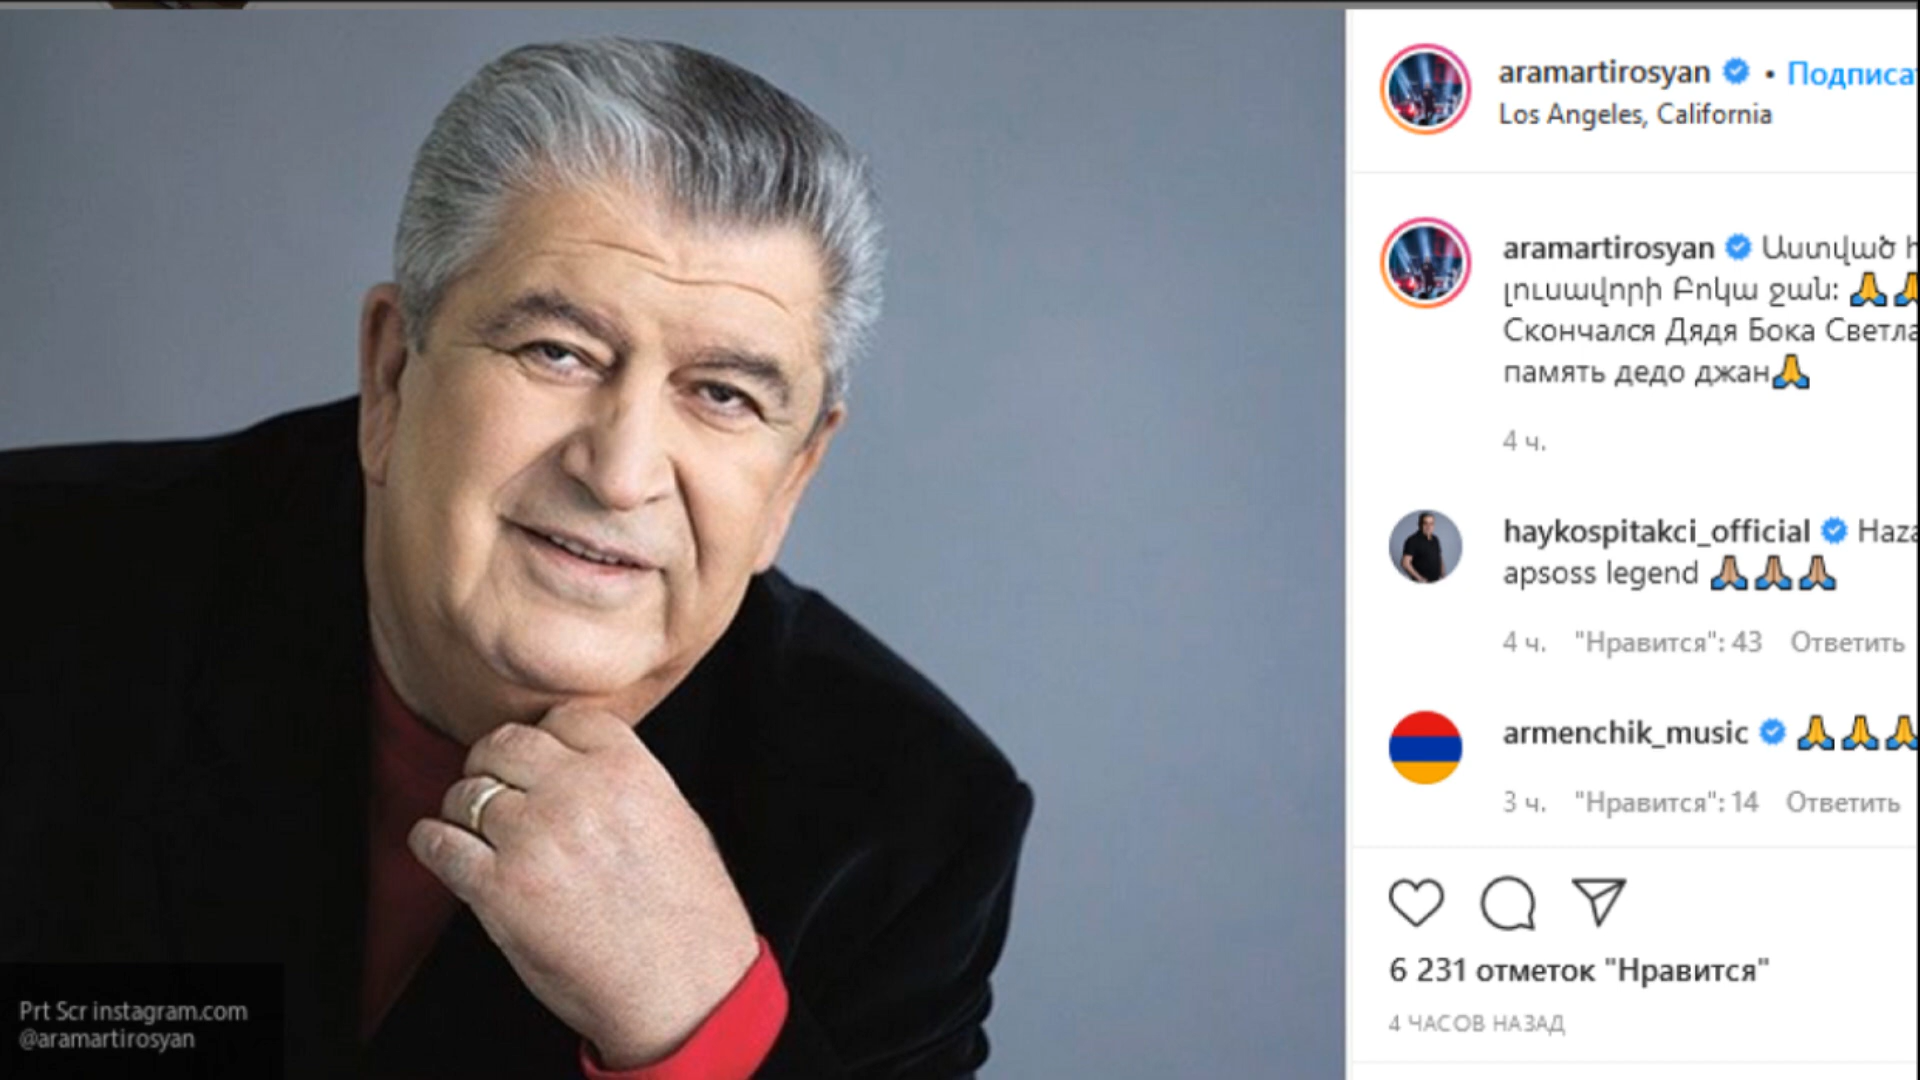 aramartirosyan • Подписат
Los Angeles, California
aramartirosyan Աստված հ
լուսավորի Բոկա ջան: 🙏🙏
Скончался Дядя Бока Светла
память дедо джан🙏
4 ч.
haykospitakci_official Haza
apsoss legend 🙏🏽🙏🏽🙏🏽
4 ч. "Нравится": 43 Ответить
armenchik_music 🙏🙏🙏
3 ч. "Нравится": 14 Ответить
6 231 отметок "Нравится"
4 ЧАСОВ НАЗАД
Prt Scr instagram.com
@aramartirosyan